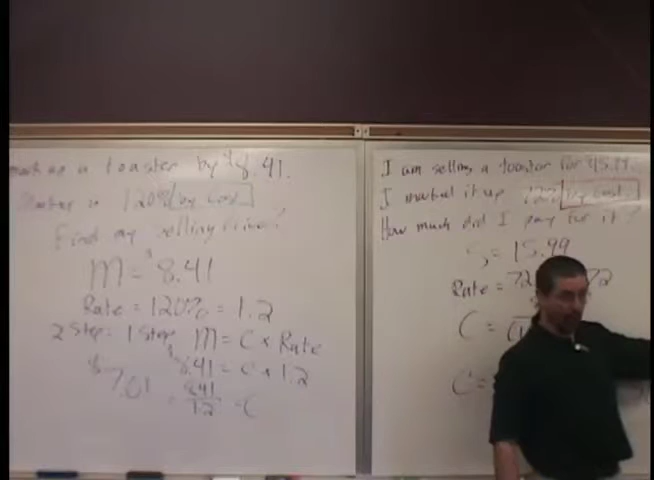 a toaster by $8.41.
120% by cost
Find my selling Price?
M = $8.41
Rate = 120% = 1.2
2 Step: 1 Step M = C x Rate
$8.41 = C x 1.2
$7.01 = 8.41 / 1.2 = C
I am selling a toaster for
I marked it up 72% by cost
How much did I pay for it?
S = 15.99
Rate = 72
C =
C =